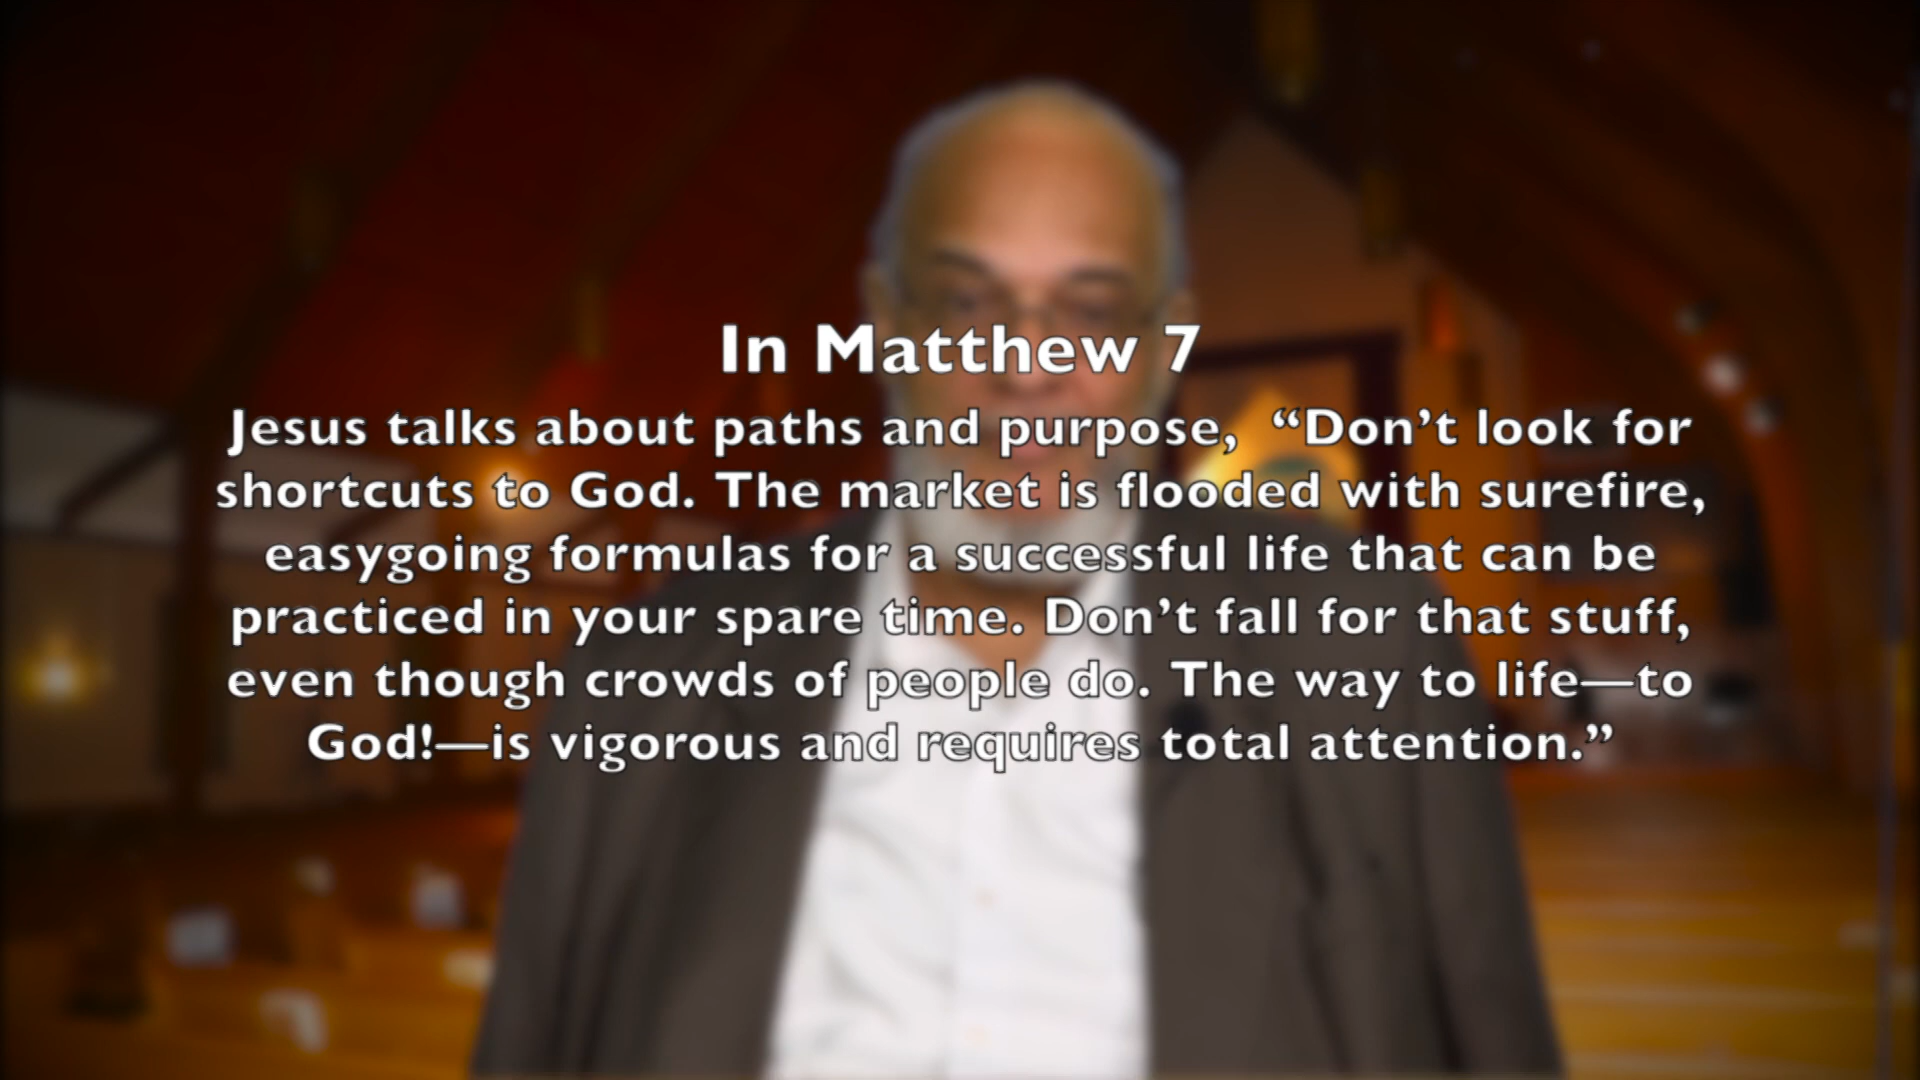 In Matthew 7
Jesus talks about paths and purpose,  “Don’t look for
shortcuts to God. The market is flooded with surefire,
easygoing formulas for a successful life that can be
practiced in your spare time. Don’t fall for that stuff,
even though crowds of people do. The way to life—to
God!—is vigorous and requires total attention.”